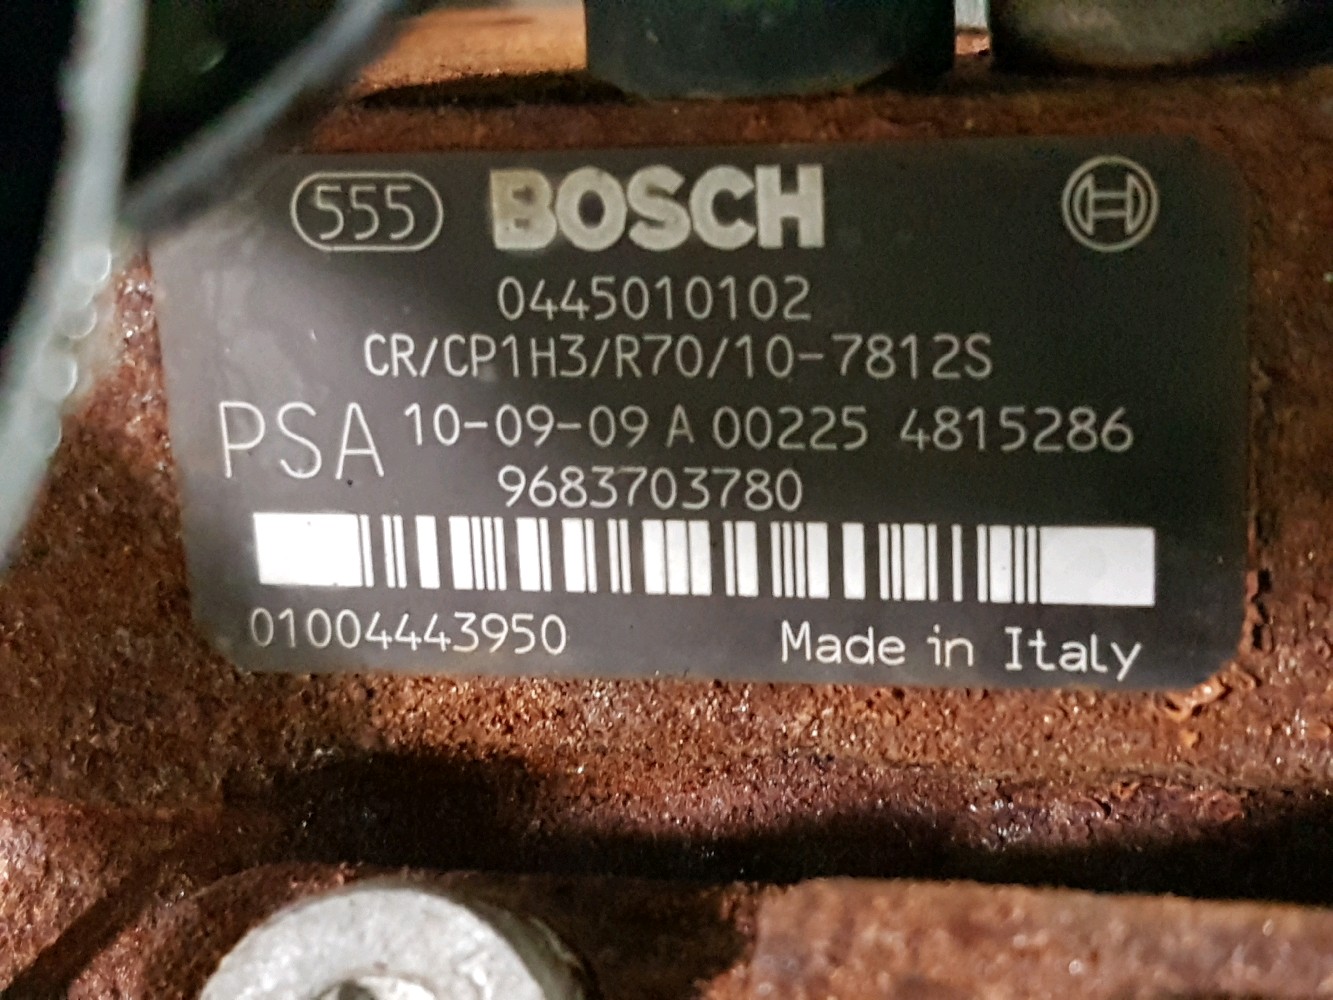 555 BOSCH
0445010102
CR/CP1H3/R70/10-7812S
PSA 10-09-09 A 00225 4815286
9683703780
01004443950 Made in Italy